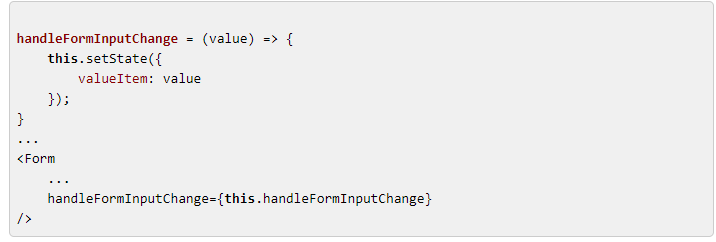 handleFormInputChange = (value) => {
    this.setState({
        valueItem: value
    });
}
...
<Form
    ...
    handleFormInputChange={this.handleFormInputChange}
/>